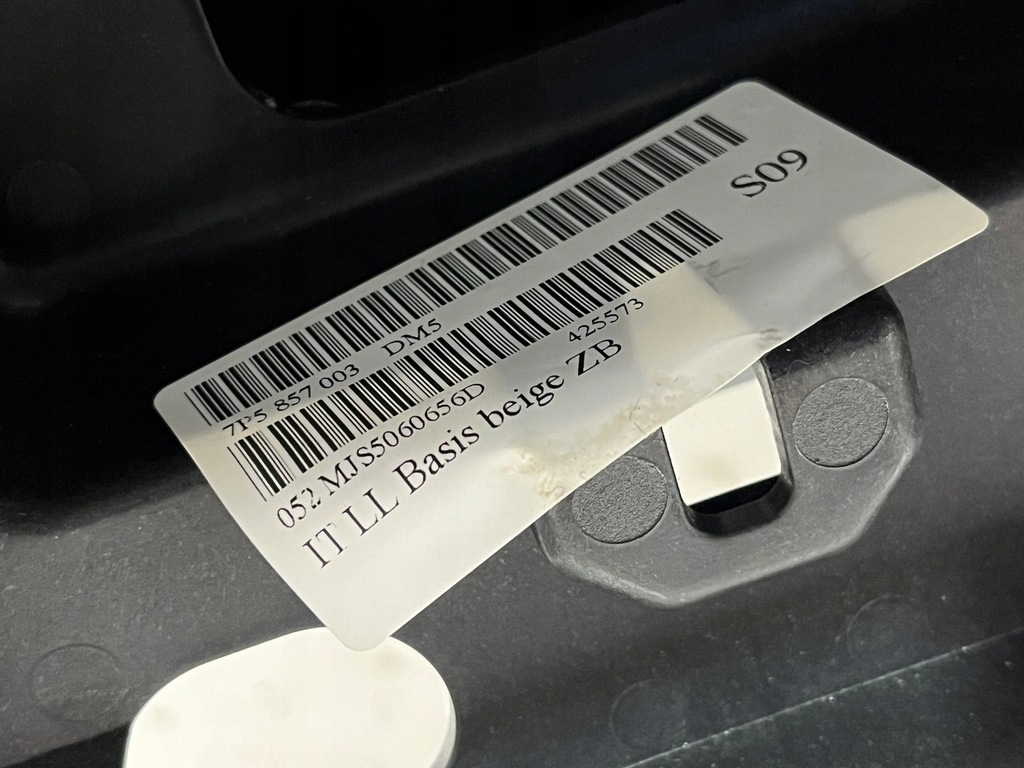 S09
7P5 857 003 DM5
052 MJS5060656D 425573
IT LL Basis beige ZB